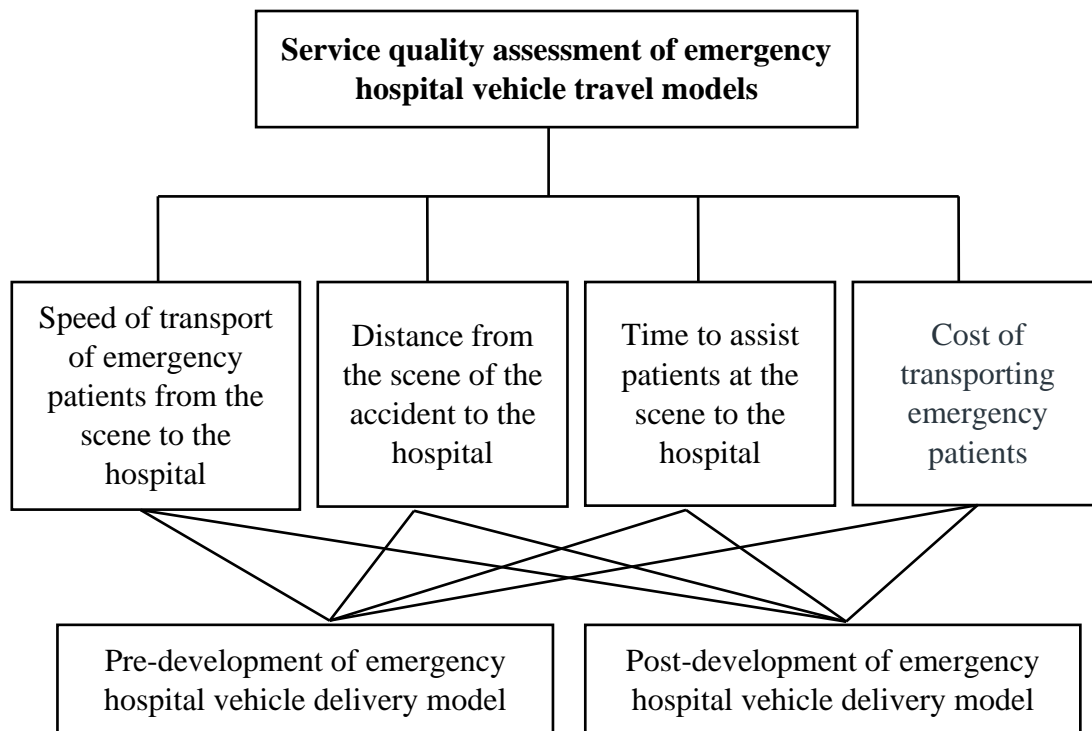 Service quality assessment of emergency
hospital vehicle travel models
Speed of transport
of emergency
patients from the
scene to the
hospital
Distance from
the scene of the
accident to the
hospital
Time to assist
patients at the
scene to the
hospital
Cost of
transporting
emergency
patients
Pre-development of emergency
hospital vehicle delivery model
Post-development of emergency
hospital vehicle delivery model